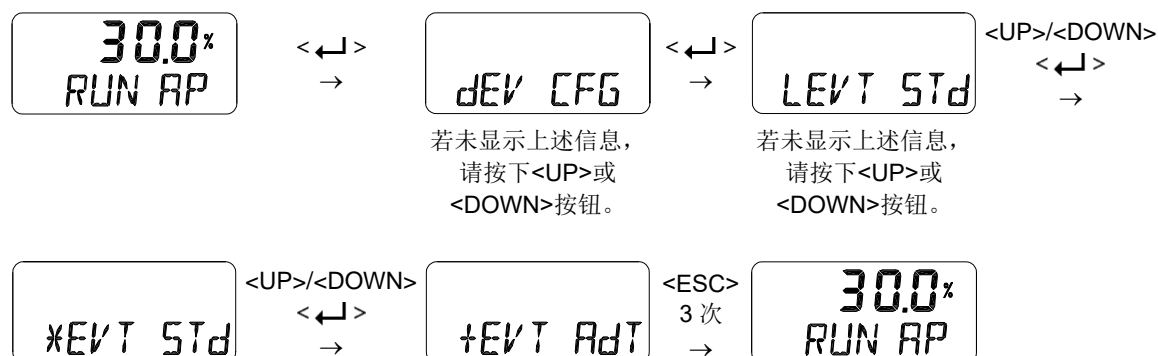 30.0%
RUN AP
<↵>
→
dEV CFG
若未显示上述信息，
请按下<UP>或
<DOWN>按钮。
<↵>
→
LEVT STd
若未显示上述信息，
请按下<UP>或
<DOWN>按钮。
<UP>/<DOWN>
<↵>
→
*EVT STd
<UP>/<DOWN>
<↵>
→
+EVT AdT
<ESC>
3 次
→
30.0%
RUN AP